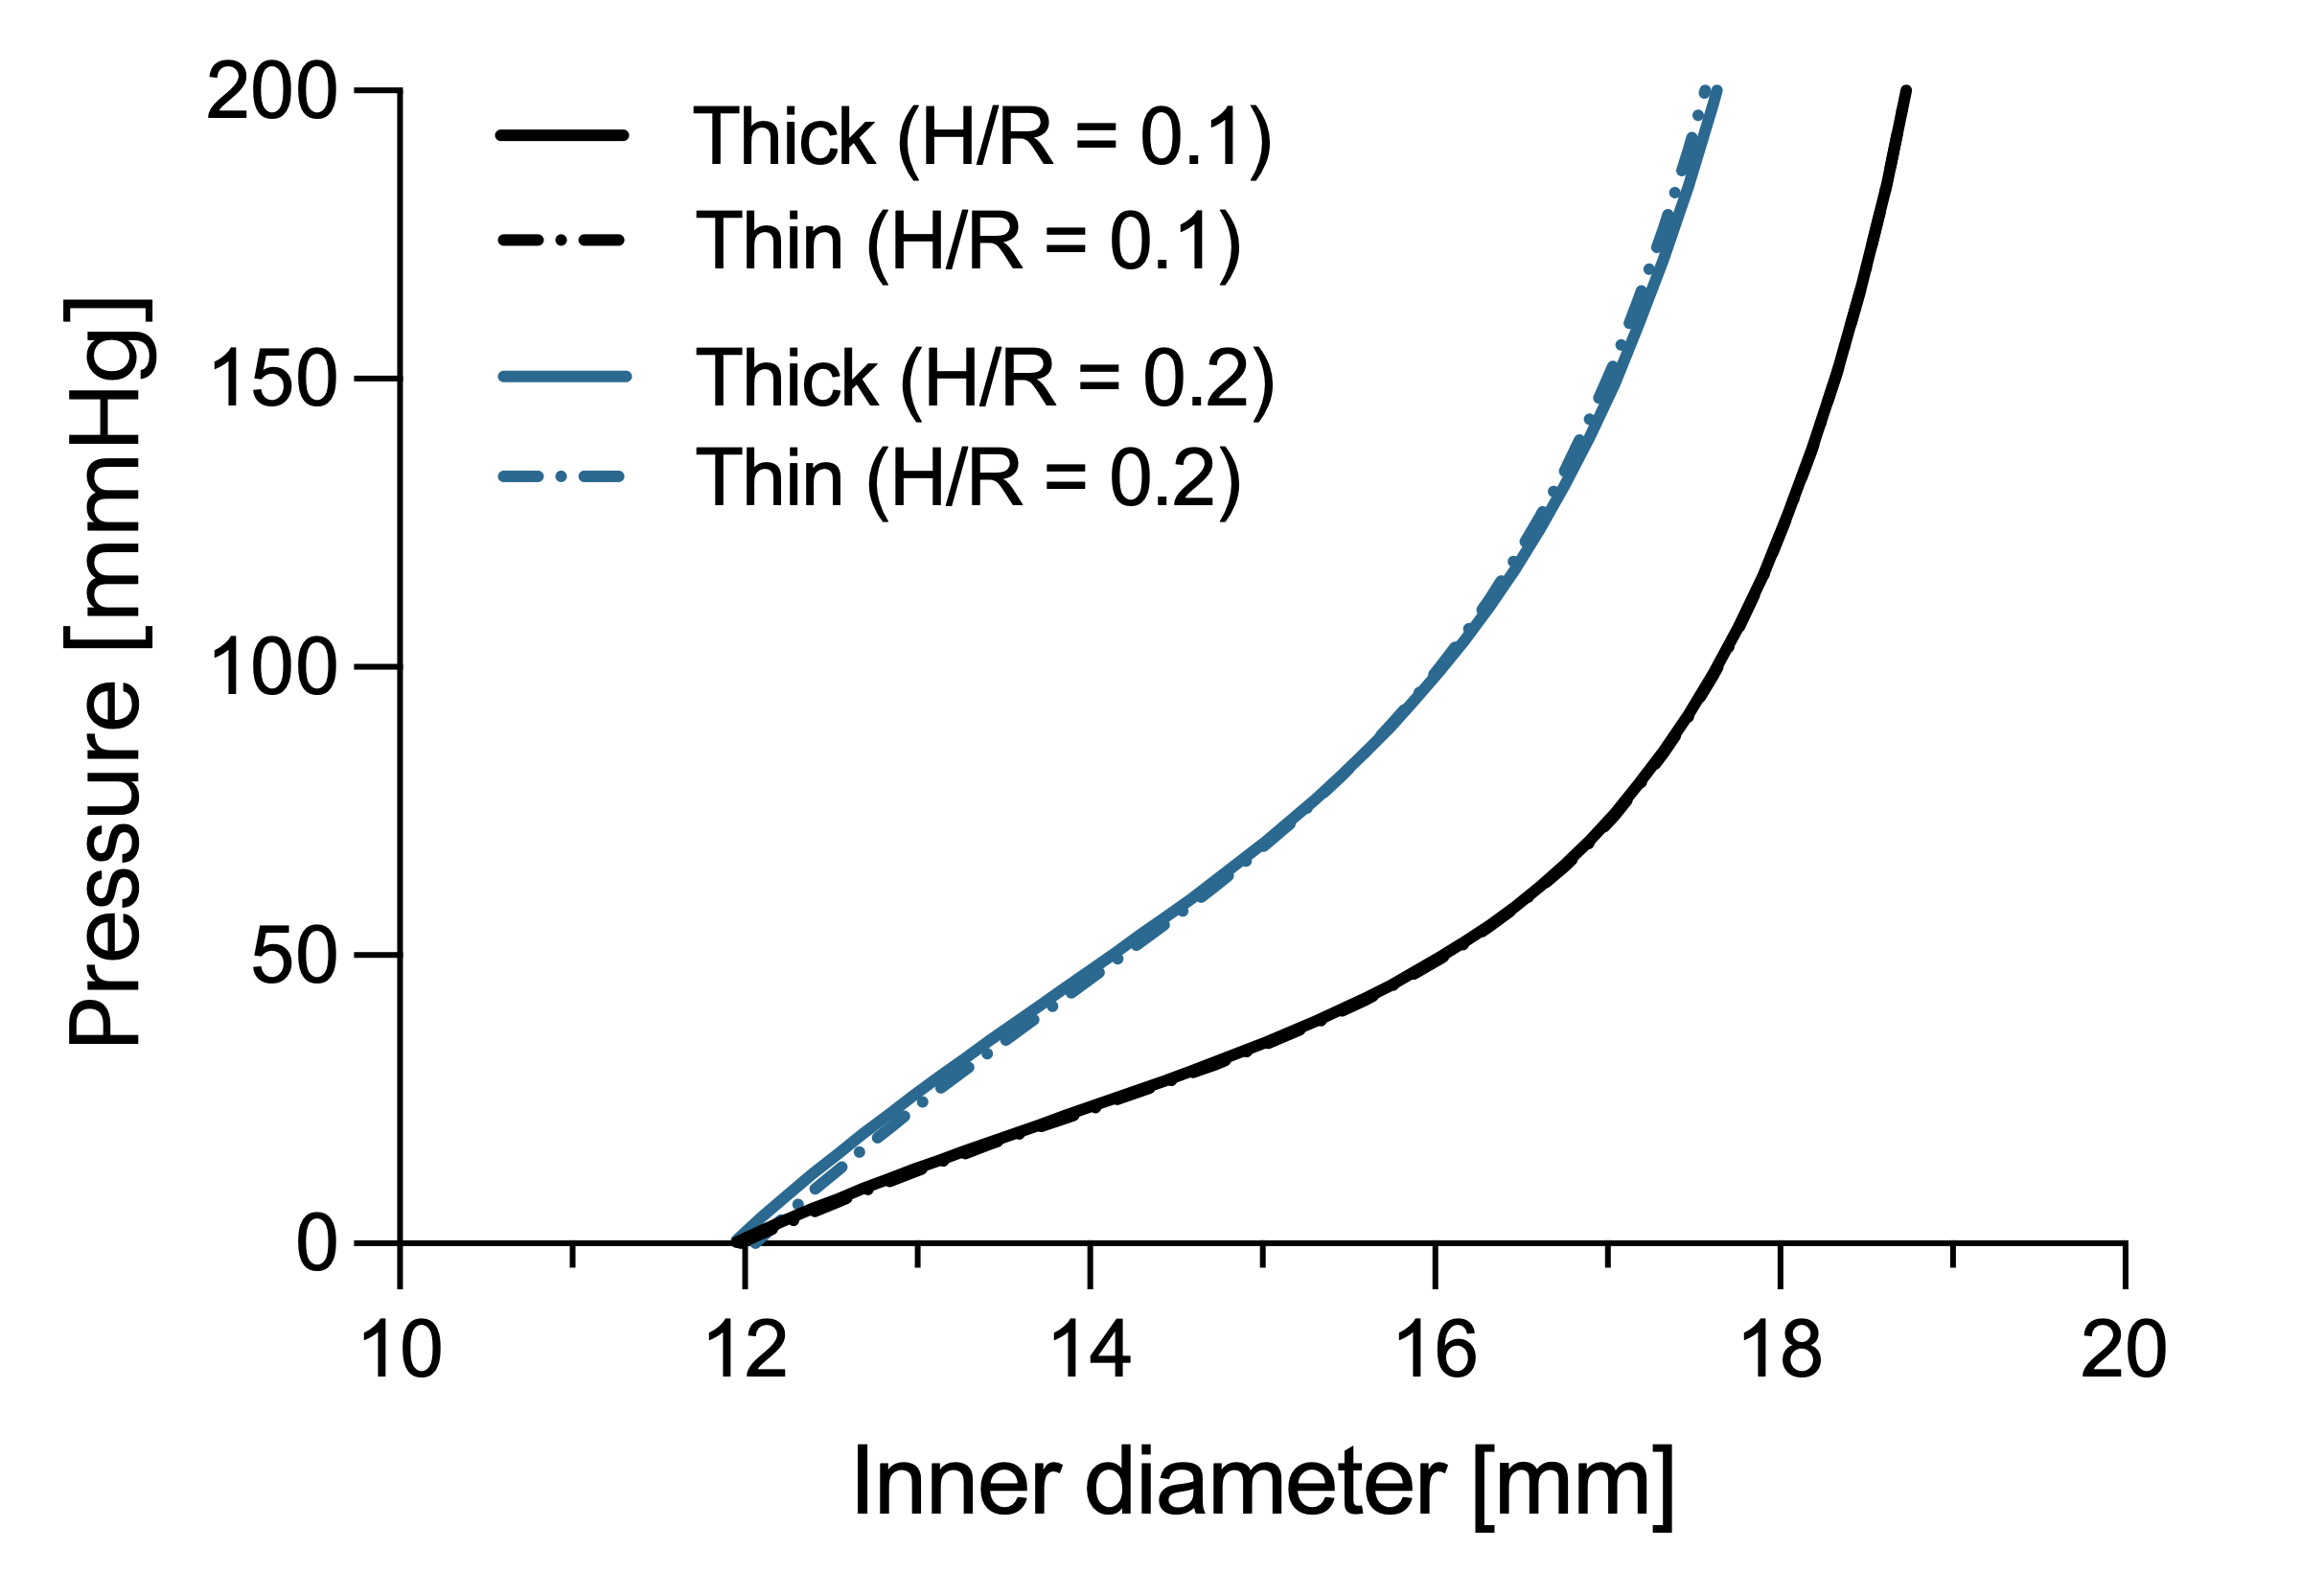 200
150
100
50
0
Pressure [mmHg]
Thick (H/R = 0.1)
Thin (H/R = 0.1)
Thick (H/R = 0.2)
Thin (H/R = 0.2)
10 12 14 16 18 20
Inner diameter [mm]